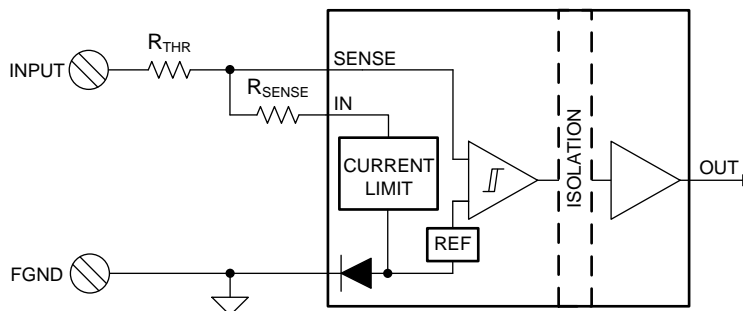 INPUT
R_THR
SENSE
R_SENSE
IN
CURRENT
LIMIT
REF
ISOLATION
OUT
FGND